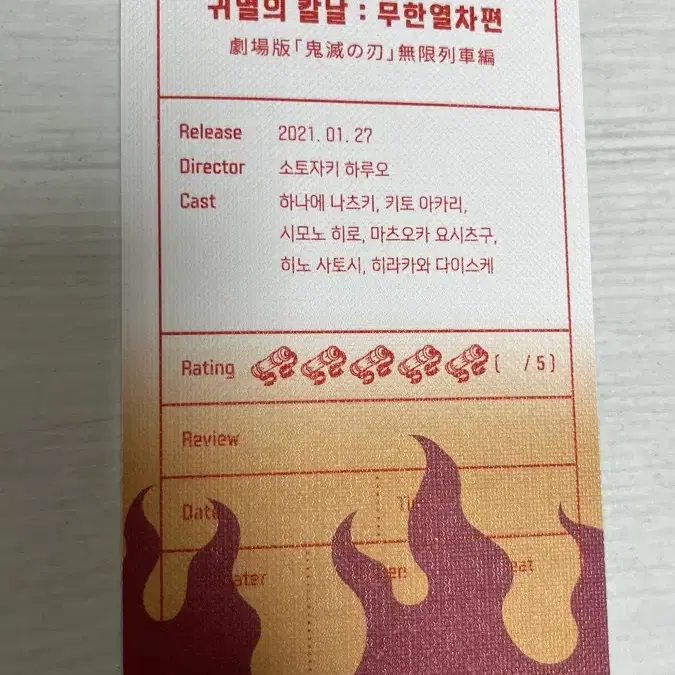 귀멸의 칼날 : 무한열차편
劇場版「鬼滅の刃」無限列車編
Release 2021. 01. 27
Director 소토자키 하루오
Cast 하나에 나츠키, 키토 아카리,
시모노 히로, 마츠오카 요시츠구,
히노 사토시, 히라카와 다이스케
Rating ( / 5 )
Review
Date